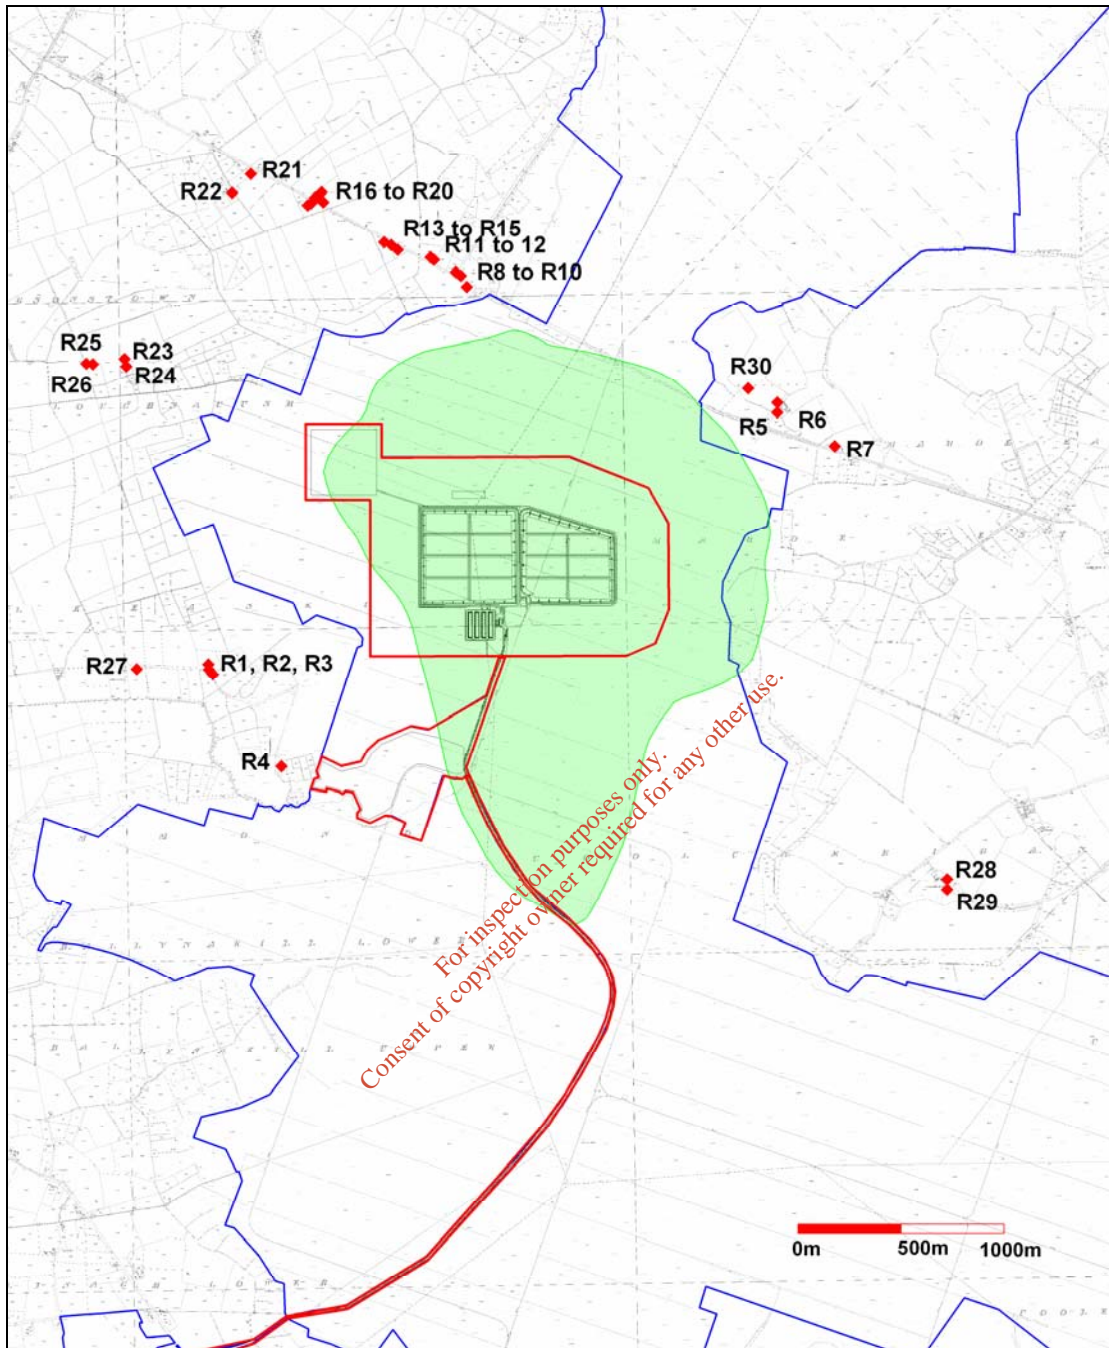 R21
R22
R16 to R20
R13 to R15
R11 to 12
R8 to R10
R25
R23
R26
R24
R30
R5
R6
R7
R27
R1, R2, R3
R4
R28
R29
For inspection purposes only.
Consent of copyright owner required for any other use.
0m
500m
1000m